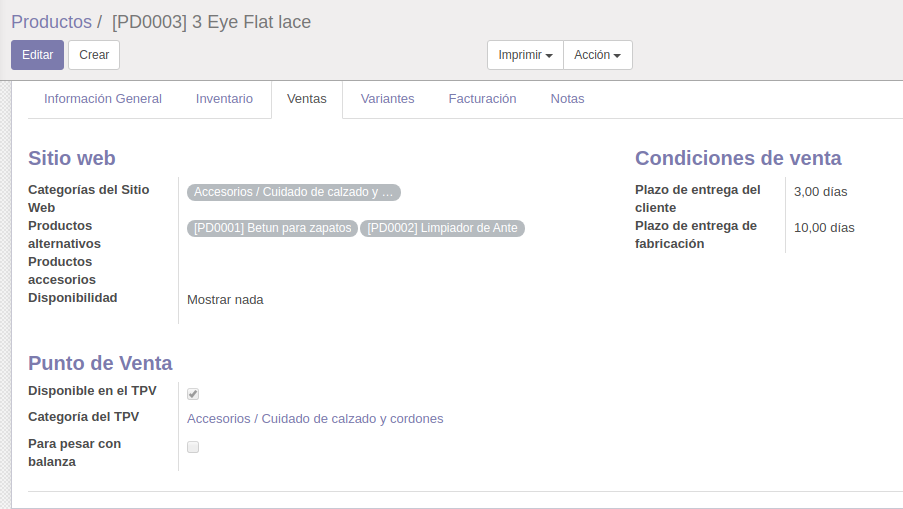 Productos / [PD0003] 3 Eye Flat lace
Editar Crear Imprimir Acción
Información General Inventario Ventas Variantes Facturación Notas
Sitio web
Categorías del Sitio
Web
Accesorios / Cuidado de calzado y ...
Productos
alternativos
[PD0001] Betun para zapatos [PD0002] Limpiador de Ante
Productos
accesorios
Disponibilidad
Mostrar nada
Condiciones de venta
Plazo de entrega del
cliente
3,00 días
Plazo de entrega de
fabricación
10,00 días
Punto de Venta
Disponible en el TPV
Categoría del TPV
Accesorios / Cuidado de calzado y cordones
Para pesar con
balanza